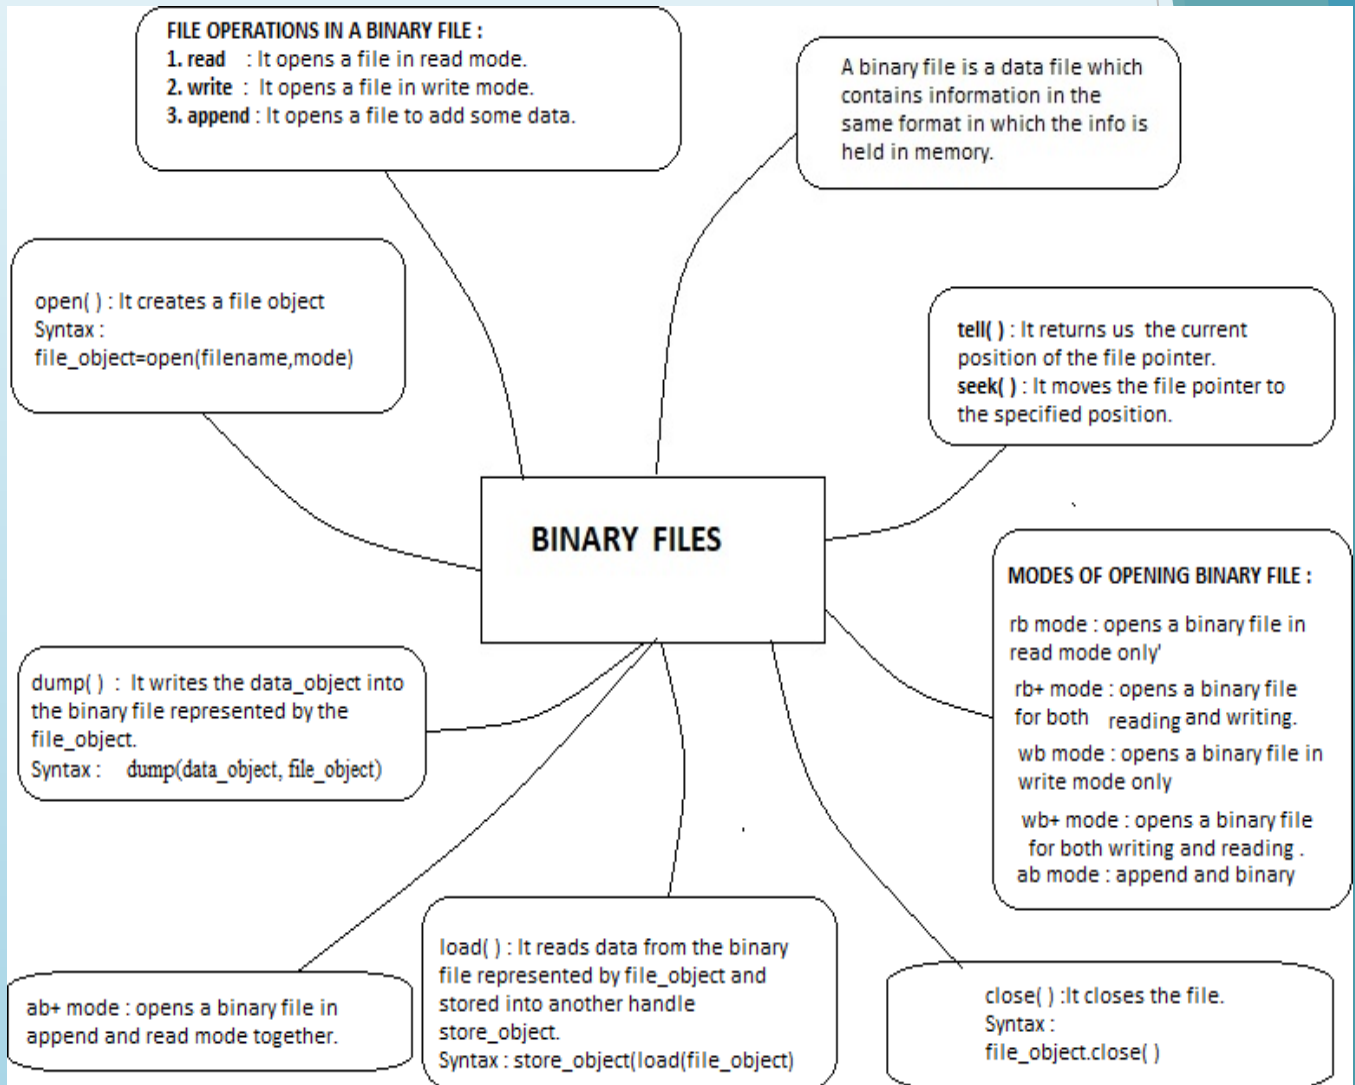 FILE OPERATIONS IN A BINARY FILE :
1. read : It opens a file in read mode.
2. write : It opens a file in write mode.
3. append : It opens a file to add some data.
A binary file is a data file which
contains information in the
same format in which the info is
held in memory.
open( ) : It creates a file object
Syntax :
file_object=open(filename,mode)
tell( ) : It returns us the current
position of the file pointer.
seek( ) : It moves the file pointer to
the specified position.
BINARY FILES
MODES OF OPENING BINARY FILE :
rb mode : opens a binary file in
read mode only'
rb+ mode : opens a binary file
for both reading and writing.
wb mode : opens a binary file in
write mode only
wb+ mode : opens a binary file
for both writing and reading .
ab mode : append and binary
dump( ) : It writes the data_object into
the binary file represented by the
file_object.
Syntax : dump(data_object, file_object)
ab+ mode : opens a binary file in
append and read mode together.
load( ) : It reads data from the binary
file represented by file_object and
stored into another handle
store_object.
Syntax : store_object(load(file_object)
close( ) :It closes the file.
Syntax :
file_object.close( )